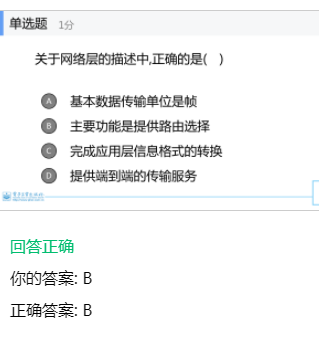 单选题 1分
关于网络层的描述中,正确的是( )
A 基本数据传输单位是帧
B 主要功能是提供路由选择
C 完成应用层信息格式的转换
D 提供端到端的传输服务
回答正确
你的答案: B
正确答案: B